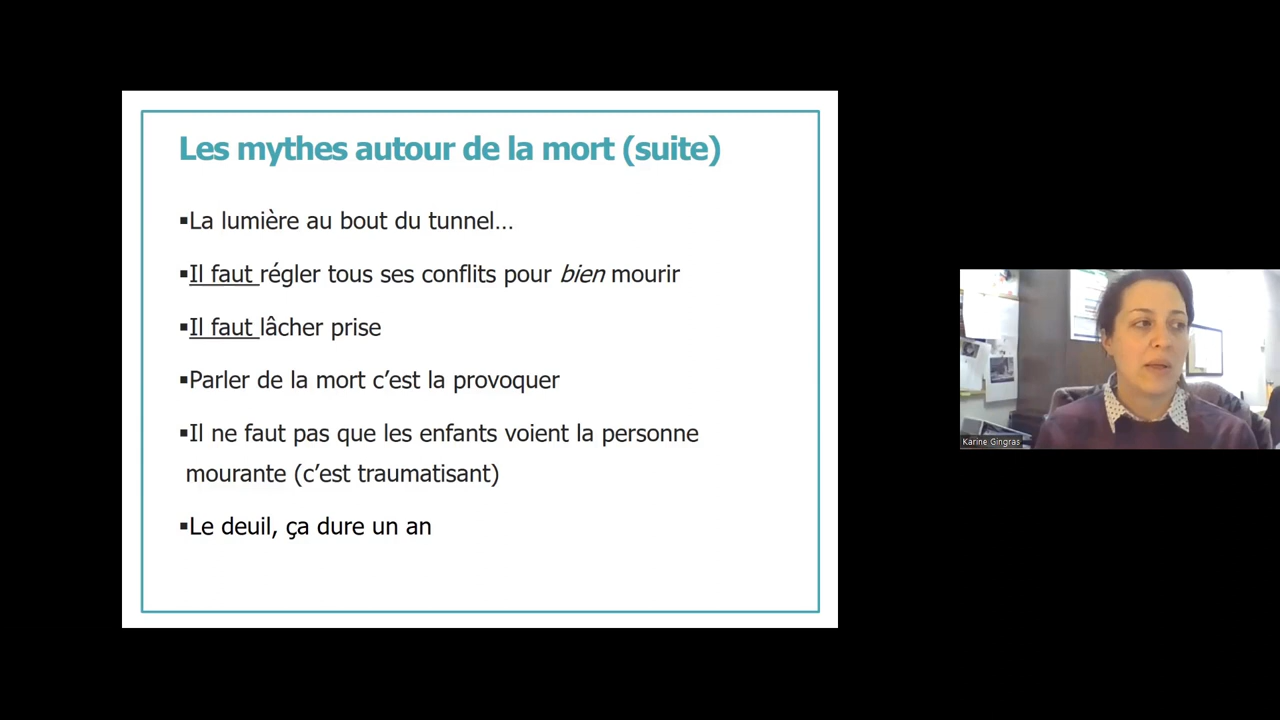 Les mythes autour de la mort (suite)
▪La lumière au bout du tunnel…
▪Il faut régler tous ses conflits pour bien mourir
▪Il faut lâcher prise
▪Parler de la mort c’est la provoquer
▪Il ne faut pas que les enfants voient la personne
mourante (c’est traumatisant)
▪Le deuil, ça dure un an
Karine Gingras